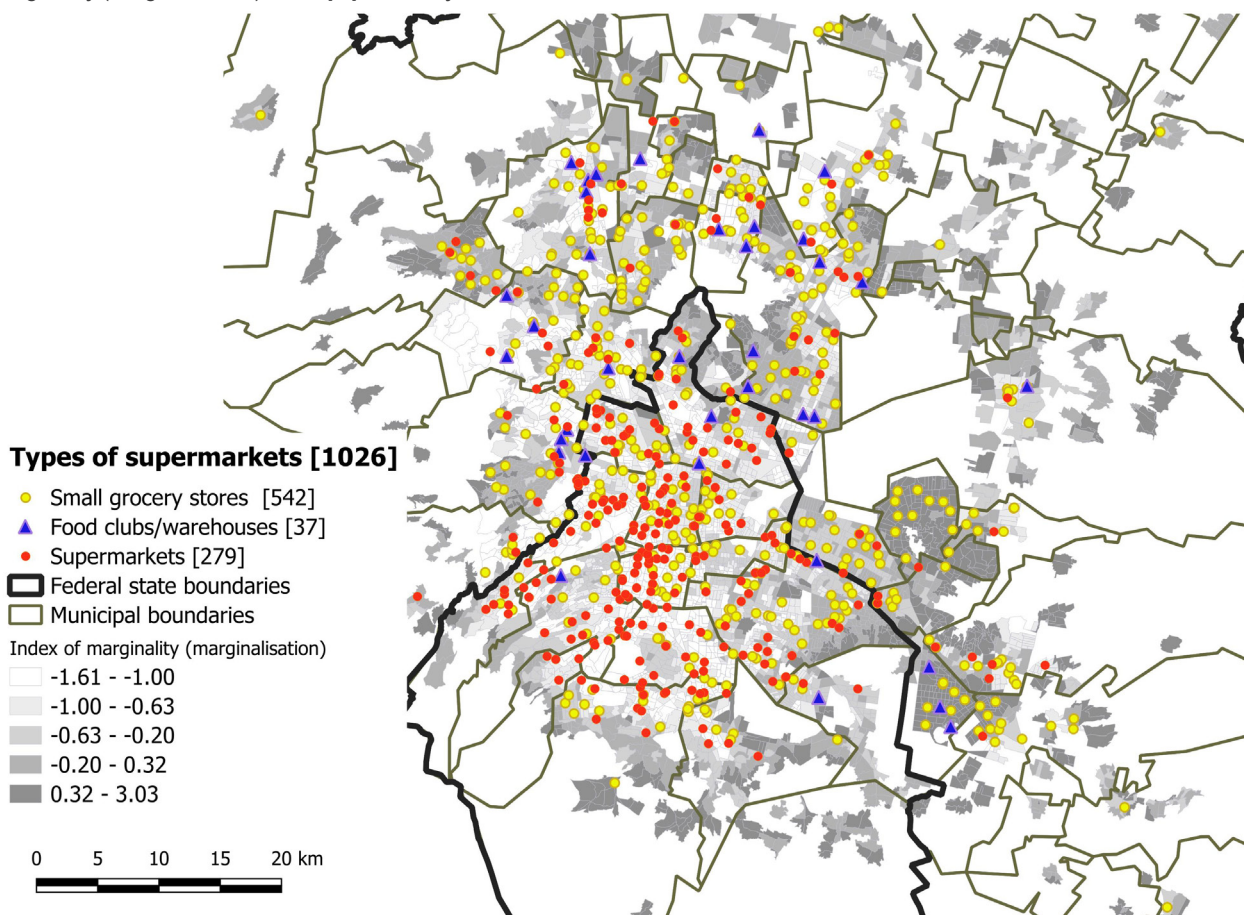 Types of supermarkets [1026]
Small grocery stores [542]
Food clubs/warehouses [37]
Supermarkets [279]
Federal state boundaries
Municipal boundaries
Index of marginality (marginalisation)
-1.61 - -1.00
-1.00 - -0.63
-0.63 - -0.20
-0.20 - 0.32
0.32 - 3.03
0 5 10 15 20 km